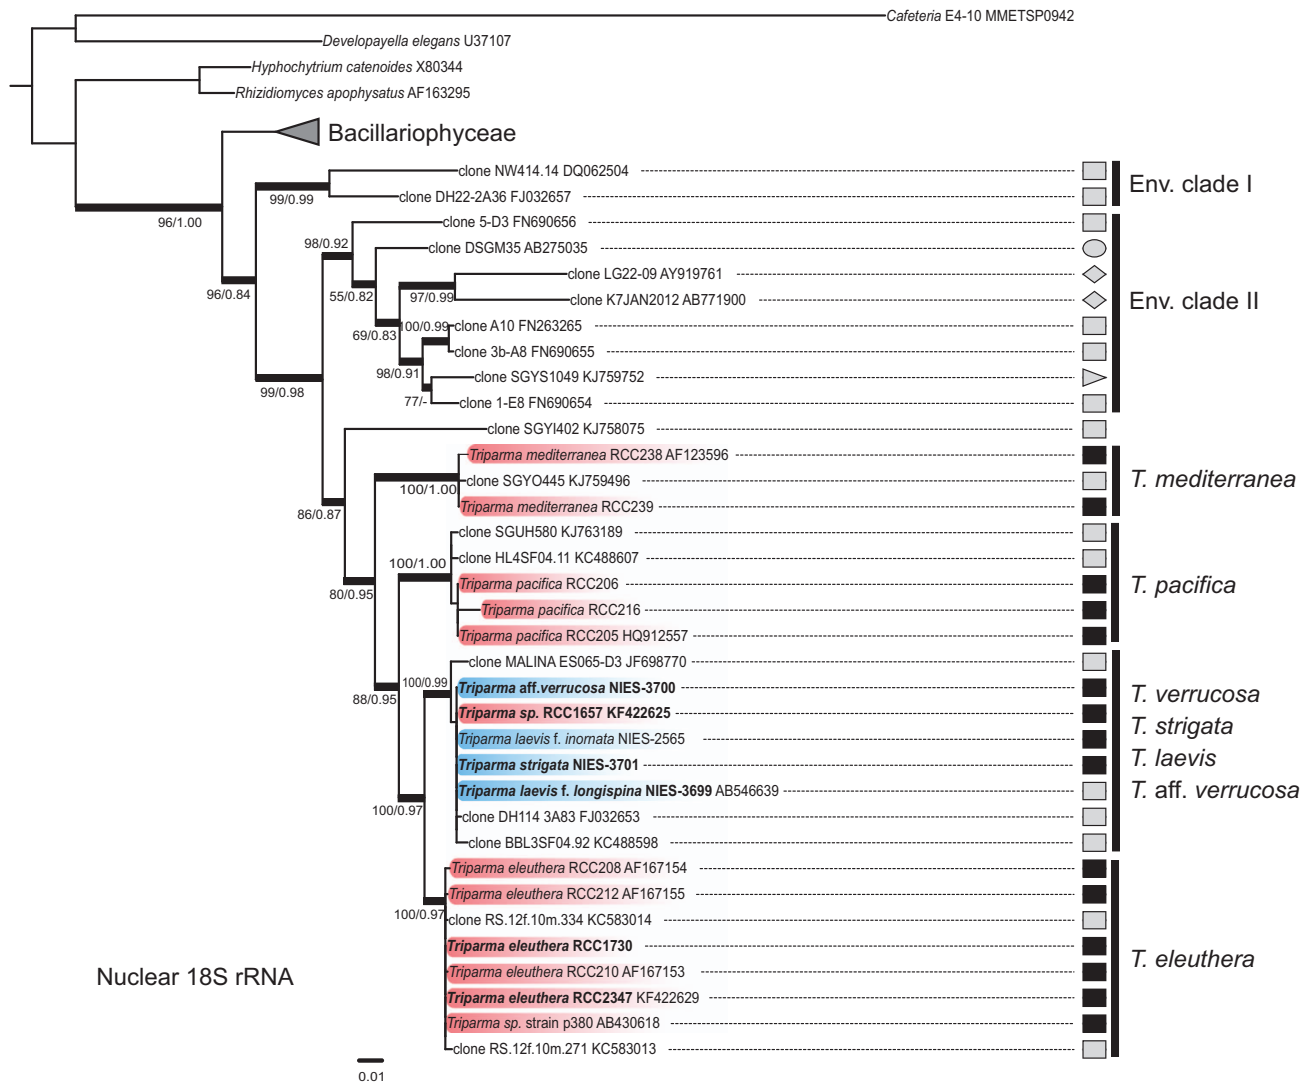 Cafeteria E4-10 MMETSP0942
Developayella elegans U37107
Hyphochytrium catenoides X80344
Rhizidiomyces apophysatus AF163295
Bacillariophyceae
96/1.00
clone NW414.14 DQ062504
clone DH22-2A36 FJ032657
99/0.99
Env. clade I
96/0.84
clone 5-D3 FN690656
98/0.92
clone DSGM35 AB275035
55/0.82
clone LG22-09 AY919761
97/0.99
clone K7JAN2012 AB771900
Env. clade II
69/0.83
100/0.99
clone A10 FN263265
clone 3b-A8 FN690655
98/0.91
clone SGYS1049 KJ759752
77/-
clone 1-E8 FN690654
99/0.98
clone SGYI402 KJ758075
86/0.87
Triparma mediterranea RCC238 AF123596
clone SGYO445 KJ759496
100/1.00
Triparma mediterranea RCC239
T. mediterranea
80/0.95
clone SGUH580 KJ763189
clone HL4SF04.11 KC488607
100/1.00
Triparma pacifica RCC206
Triparma pacifica RCC216
Triparma pacifica RCC205 HQ912557
T. pacifica
88/0.95
clone MALINA ES065-D3 JF698770
100/0.99
Triparma aff.verrucosa NIES-3700
Triparma sp. RCC1657 KF422625
Triparma laevis f. inornata NIES-2565
Triparma strigata NIES-3701
Triparma laevis f. longispina NIES-3699 AB546639
clone DH114 3A83 FJ032653
clone BBL3SF04.92 KC488598
T. verrucosa
T. strigata
T. laevis
T. aff. verrucosa
100/0.97
Triparma eleuthera RCC208 AF167154
Triparma eleuthera RCC212 AF167155
100/0.97
clone RS.12f.10m.334 KC583014
Triparma eleuthera RCC1730
Triparma eleuthera RCC210 AF167153
Triparma eleuthera RCC2347 KF422629
Triparma sp. strain p380 AB430618
clone RS.12f.10m.271 KC583013
T. eleuthera
Nuclear 18S rRNA
0.01